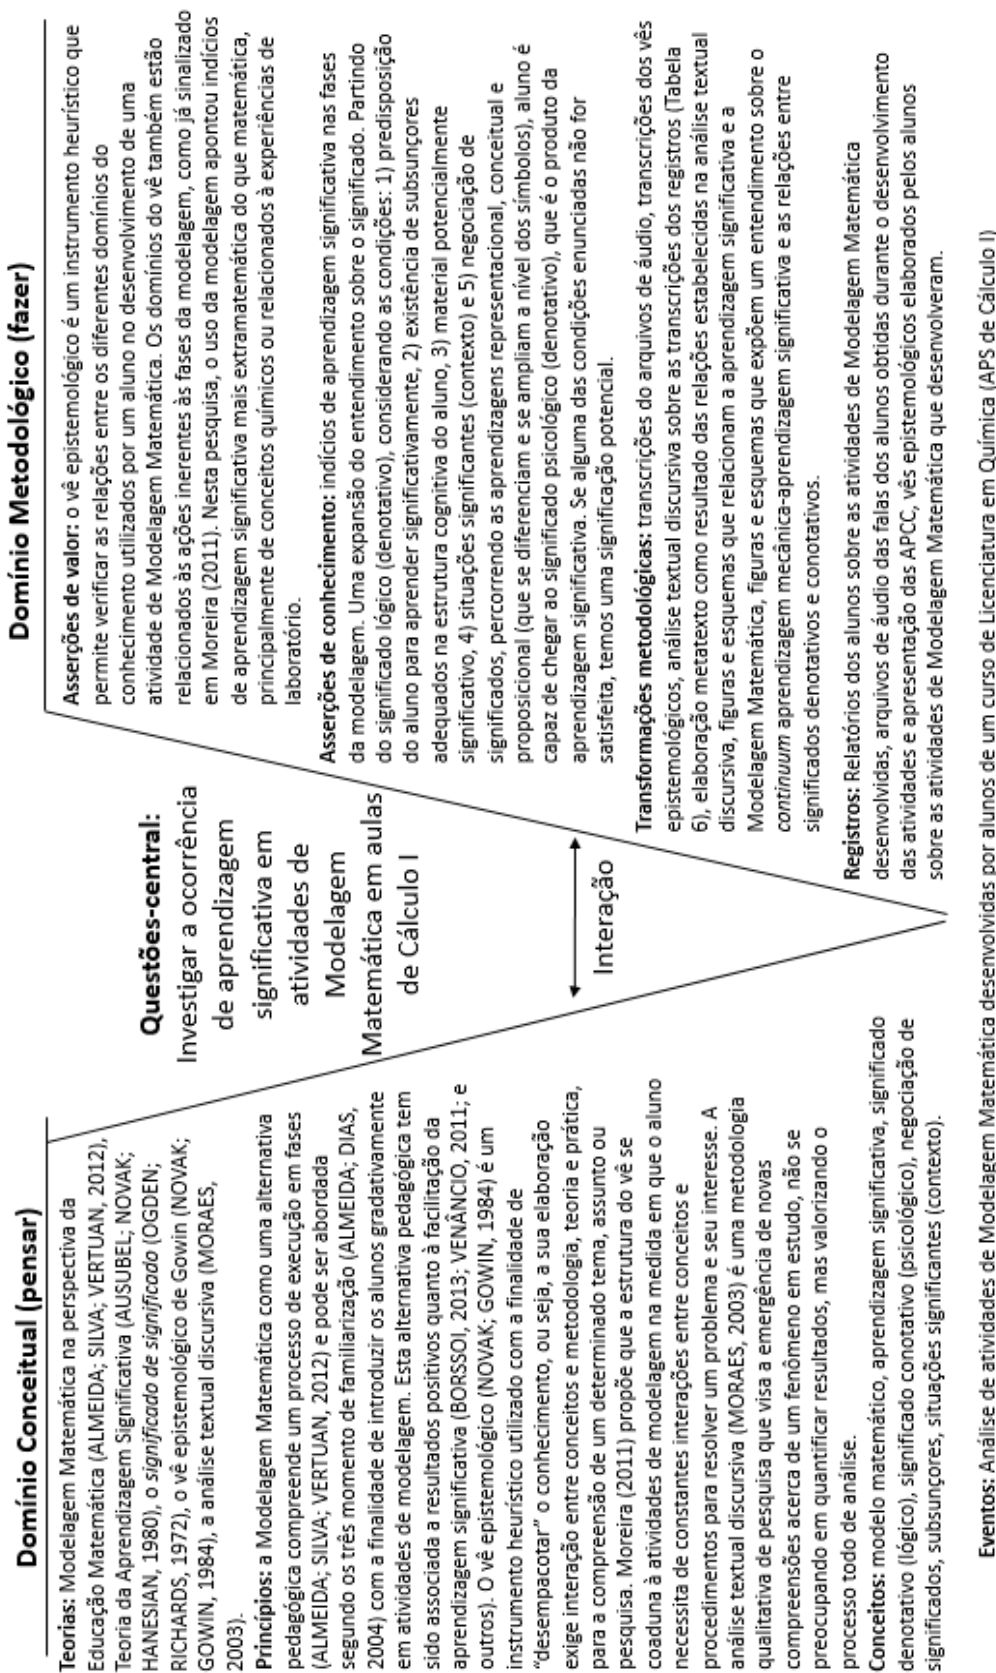 Domínio Conceitual (pensar)
Teorias: Modelagem Matemática na perspectiva da
Educação Matemática (ALMEIDA; SILVA; VERTUAN, 2012),
Teoria da Aprendizagem Significativa (AUSUBEL; NOVAK;
HANESIAN, 1980), o significado de significado (OGDEN;
RICHARDS, 1972), o vê epistemológico de Gowin (NOVAK;
GOWIN, 1984), a análise textual discursiva (MORAES,
2003).
Princípios: a Modelagem Matemática como uma alternativa
pedagógica compreende um processo de execução em fases
(ALMEIDA; SILVA; VERTUAN, 2012) e pode ser abordada
segundo os três momento de familiarização (ALMEIDA; DIAS,
2004) com a finalidade de introduzir os alunos gradativamente
em atividades de modelagem. Esta alternativa pedagógica tem
sido associada a resultados positivos quanto à facilitação da
aprendizagem significativa (BORSSOI, 2013; VENÂNCIO, 2011; e
outros). O vê epistemológico (NOVAK; GOWIN, 1984) é um
instrumento heurístico utilizado com a finalidade de
"desempacotar" o conhecimento, ou seja, a sua elaboração
exige interação entre conceitos e metodologia, teoria e prática,
para a compreensão de um determinado tema, assunto ou
pesquisa. Moreira (2011) propõe que a estrutura do vê se
coaduna à atividades de modelagem na medida em que o aluno
necessita de constantes interações entre conceitos e
procedimentos para resolver um problema e seu interesse. A
análise textual discursiva (MORAES, 2003) é uma metodologia
qualitativa de pesquisa que visa a emergência de novas
compreensões acerca de um fenômeno em estudo, não se
preocupando em quantificar resultados, mas valorizando o
processo todo de análise.
Conceitos: modelo matemático, aprendizagem significativa, significado
denotativo (lógico), significado conotativo (psicológico), negociação de
significados, subsunçores, situações significantes (contexto).
Questões-central:
Investigar a ocorrência
de aprendizagem
significativa em
atividades de
Modelagem
Matemática em aulas
de Cálculo I
Interação
Domínio Metodológico (fazer)
Asserções de valor: o vê epistemológico é um instrumento heurístico que
permite verificar as relações entre os diferentes domínios do
conhecimento utilizados por um aluno no desenvolvimento de uma
atividade de Modelagem Matemática. Os domínios do vê também estão
relacionados às ações inerentes às fases da modelagem, como já sinalizado
em Moreira (2011). Nesta pesquisa, o uso da modelagem apontou indícios
de aprendizagem significativa mais extramatemática do que matemática,
principalmente de conceitos químicos ou relacionados à experiências de
laboratório.
Asserções de conhecimento: indícios de aprendizagem significativa nas fases
da modelagem. Uma expansão do entendimento sobre o significado. Partindo
do significado lógico (denotativo), considerando as condições: 1) predisposição
do aluno para aprender significativamente, 2) existência de subsunçores
adequados na estrutura cognitiva do aluno, 3) material potencialmente
significativo, 4) situações significantes (contexto) e 5) negociação de
significados, percorrendo as aprendizagens representacional, conceitual e
proposicional (que se diferenciam e se ampliam a nível dos símbolos), aluno é
capaz de chegar ao significado psicológico (denotativo), que é o produto da
aprendizagem significativa. Se alguma das condições enunciadas não for
satisfeita, temos uma significação potencial.
Transformações metodológicas: transcrições do arquivos de áudio, transcrições dos vês
epistemológicos, análise textual discursiva sobre as transcrições dos registros (Tabela
6), elaboração metatexto como resultado das relações estabelecidas na análise textual
discursiva, figuras e esquemas que relacionam a aprendizagem significativa e a
Modelagem Matemática, figuras e esquemas que expõem um entendimento sobre o
continuum aprendizagem mecânica-aprendizagem significativa e as relações entre
significados denotativos e conotativos.
Registros: Relatórios dos alunos sobre as atividades de Modelagem Matemática
desenvolvidas, arquivos de áudio das falas dos alunos obtidas durante o desenvolvimento
das atividades e apresentação das APCC, vês epistemológicos elaborados pelos alunos
sobre as atividades de Modelagem Matemática que desenvolveram.
Eventos: Análise de atividades de Modelagem Matemática desenvolvidas por alunos de um curso de Licenciatura em Química (APS de Cálculo I)